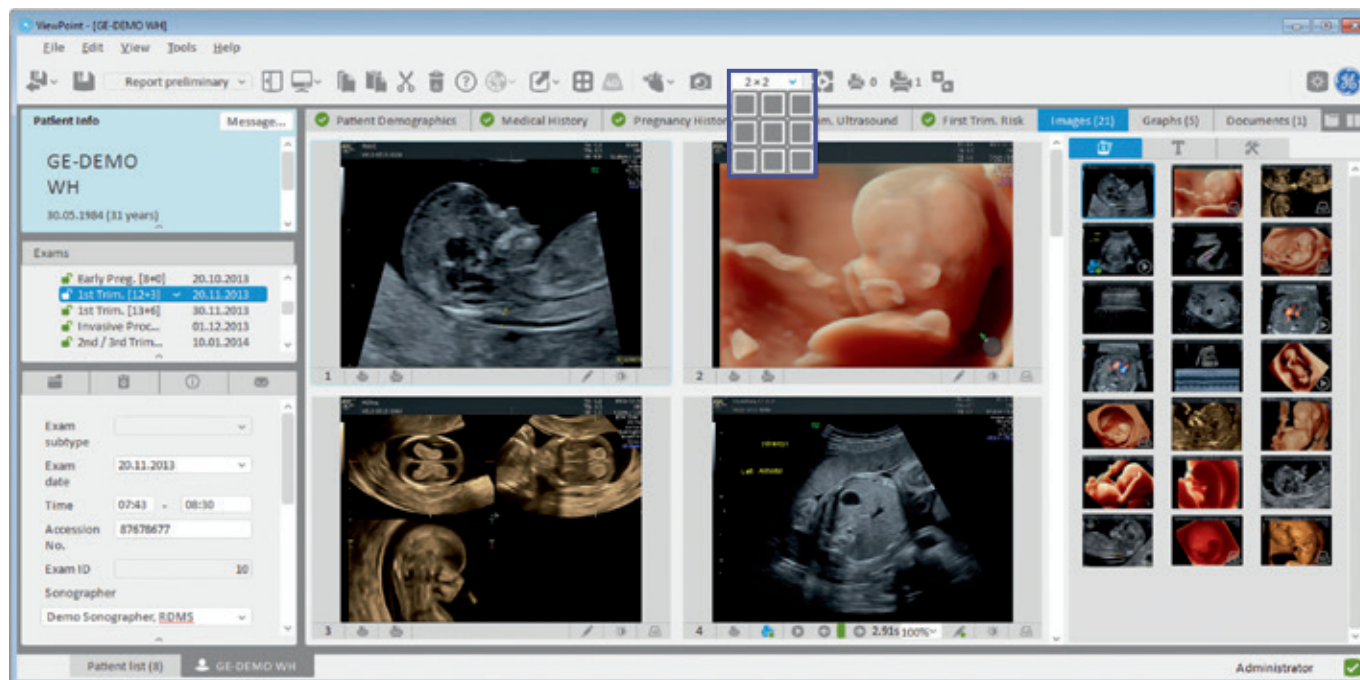 ViewPoint - [GE-DEMO WH]
File Edit View Tools Help
Report preliminary
2×2
0
1
Patient Info
Message...
GE-DEMO
WH
30.05.1984 (31 years)
Patient Demographics
Medical History
Pregnancy Histor
m. Ultrasound
First Trim. Risk
Images (21)
Graphs (5)
Documents (1)
Exams
Early Preg. [8+0] 20.10.2013
1st Trim. [12+3] 20.11.2013
1st Trim. [13+6] 30.11.2013
Invasive Proc... 01.12.2013
2nd / 3rd Trim... 10.01.2014
Exam
subtype
Exam
date
20.11.2013
Time 07:43 - 08:30
Accession
No.
87678677
Exam ID 10
Sonographer
Demo Sonographer, RDMS
1
2
3
4
2.91s 100%
T
Patient list (8)
GE-DEMO WH
Administrator